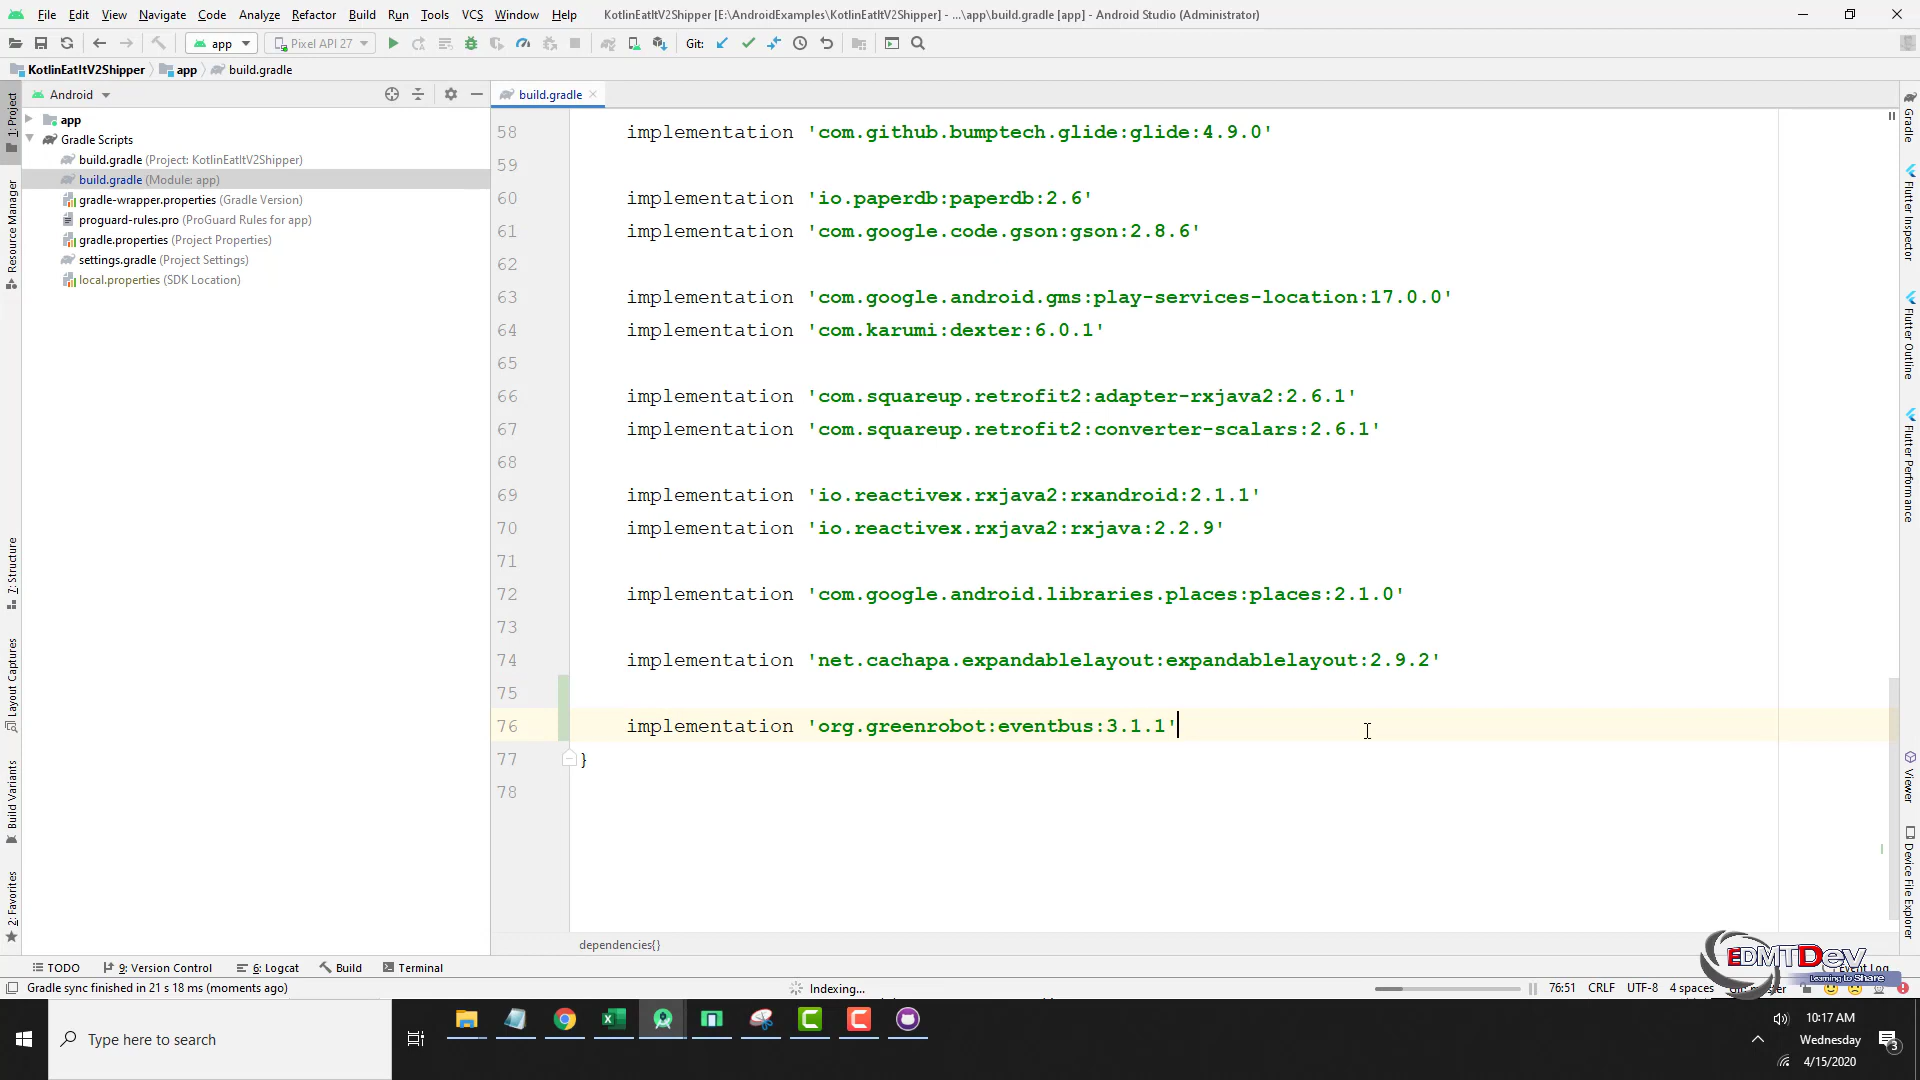 File Edit View Navigate Code Analyze Refactor Build Run Tools VCS Window Help KotlinEatItV2Shipper [E:\AndroidExamples\KotlinEatItV2Shipper] - ...\app\build.gradle [app] - Android Studio (Administrator)
app Pixel API 27 Git:
KotlinEatItV2Shipper app build.gradle
Android
build.gradle
app
Gradle Scripts
build.gradle (Project: KotlinEatItV2Shipper)
build.gradle (Module: app)
gradle-wrapper.properties (Gradle Version)
proguard-rules.pro (ProGuard Rules for app)
gradle.properties (Project Properties)
settings.gradle (Project Settings)
local.properties (SDK Location)
1: Project
Resource Manager
7: Structure
Layout Captures
Build Variants
2: Favorites
58 implementation 'com.github.bumptech.glide:glide:4.9.0'
59
60 implementation 'io.paperdb:paperdb:2.6'
61 implementation 'com.google.code.gson:gson:2.8.6'
62
63 implementation 'com.google.android.gms:play-services-location:17.0.0'
64 implementation 'com.karumi:dexter:6.0.1'
65
66 implementation 'com.squareup.retrofit2:adapter-rxjava2:2.6.1'
67 implementation 'com.squareup.retrofit2:converter-scalars:2.6.1'
68
69 implementation 'io.reactivex.rxjava2:rxandroid:2.1.1'
70 implementation 'io.reactivex.rxjava2:rxjava:2.2.9'
71
72 implementation 'com.google.android.libraries.places:places:2.1.0'
73
74 implementation 'net.cachapa.expandablelayout:expandablelayout:2.9.2'
75
76 implementation 'org.greenrobot:eventbus:3.1.1'
77 }
78
dependencies{}
Gradle
Flutter Inspector
Flutter Outline
Flutter Performance
Viewer
Device File Explorer
EDMTDev
Learning to Share
TODO 9: Version Control 6: Logcat Build Terminal Event Log
Gradle sync finished in 21 s 18 ms (moments ago) Indexing... 76:51 CRLF UTF-8 4 spaces
Type here to search
10:17 AM
Wednesday
4/15/2020
3